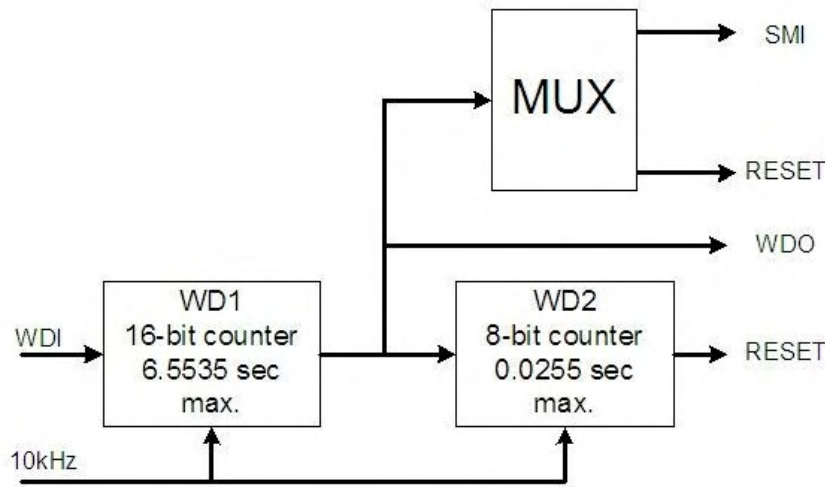 SMI
MUX
RESET
WDO
WD1
16-bit counter
6.5535 sec
max.
WD2
8-bit counter
0.0255 sec
max.
WDI
RESET
10kHz